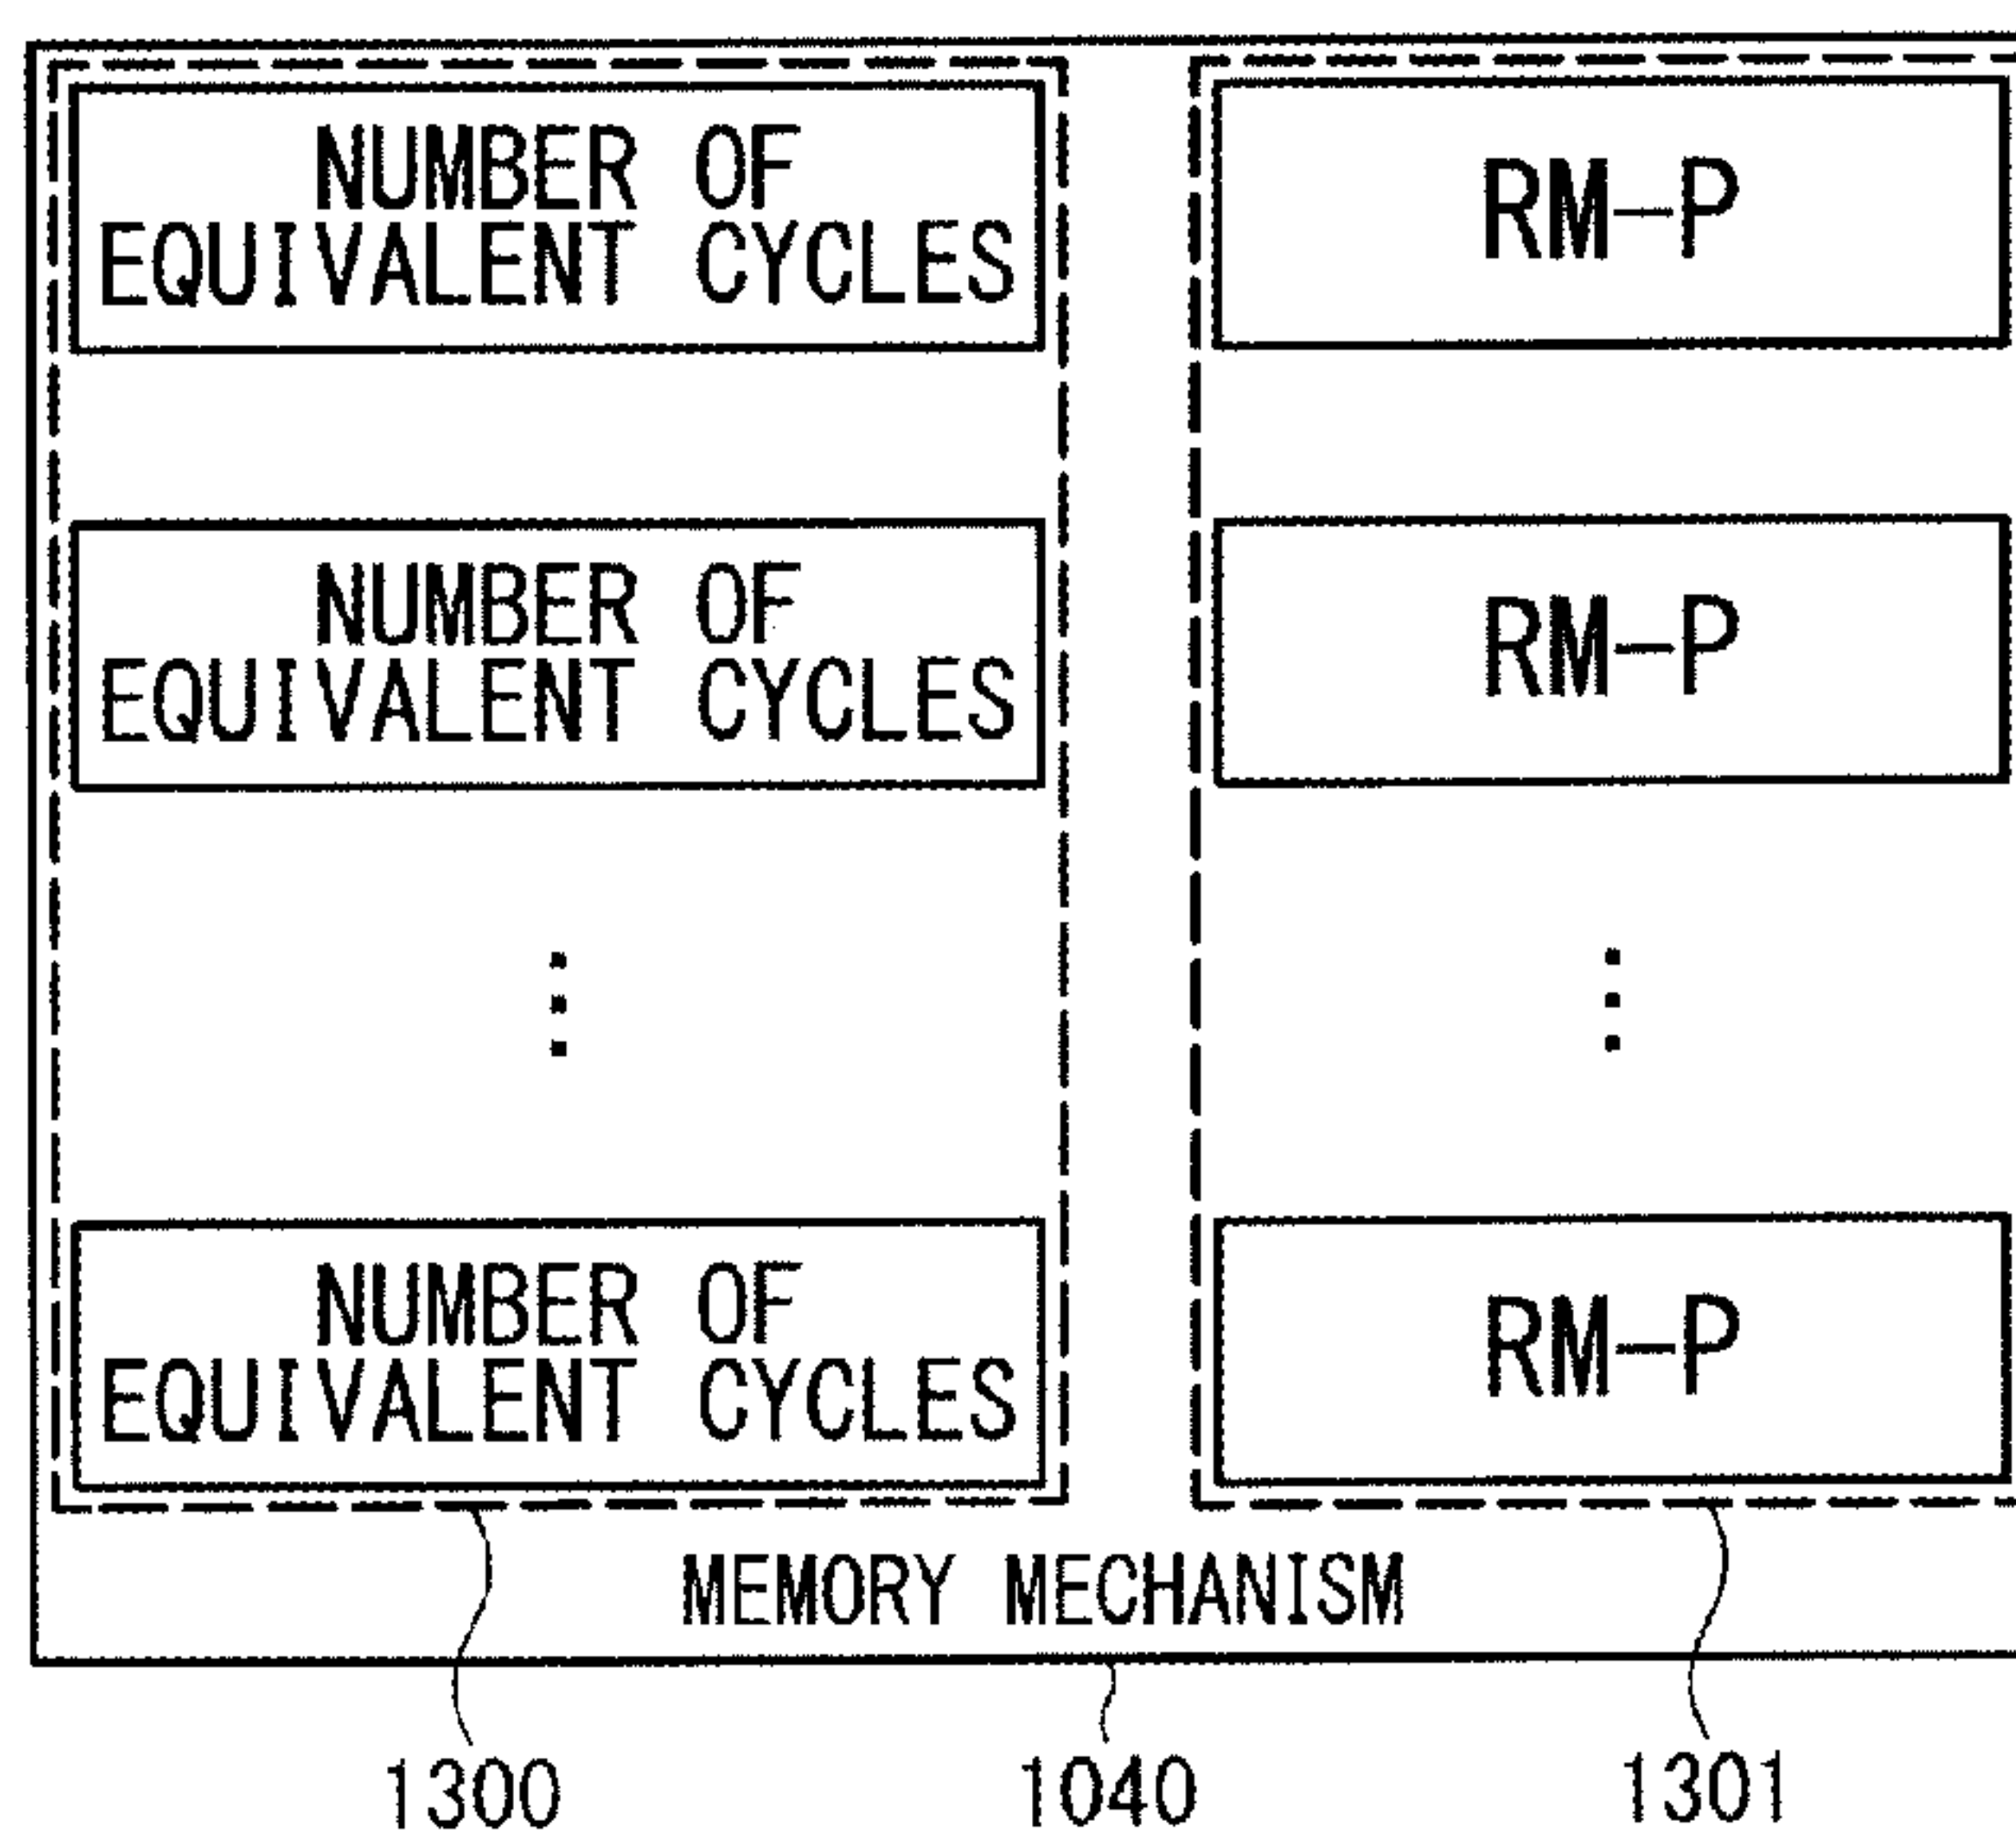 NUMBER OF
EQUIVALENT CYCLES
RM-P
NUMBER OF
EQUIVALENT CYCLES
RM-P
NUMBER OF
EQUIVALENT CYCLES
RM-P
MEMORY MECHANISM
1300
1040
1301